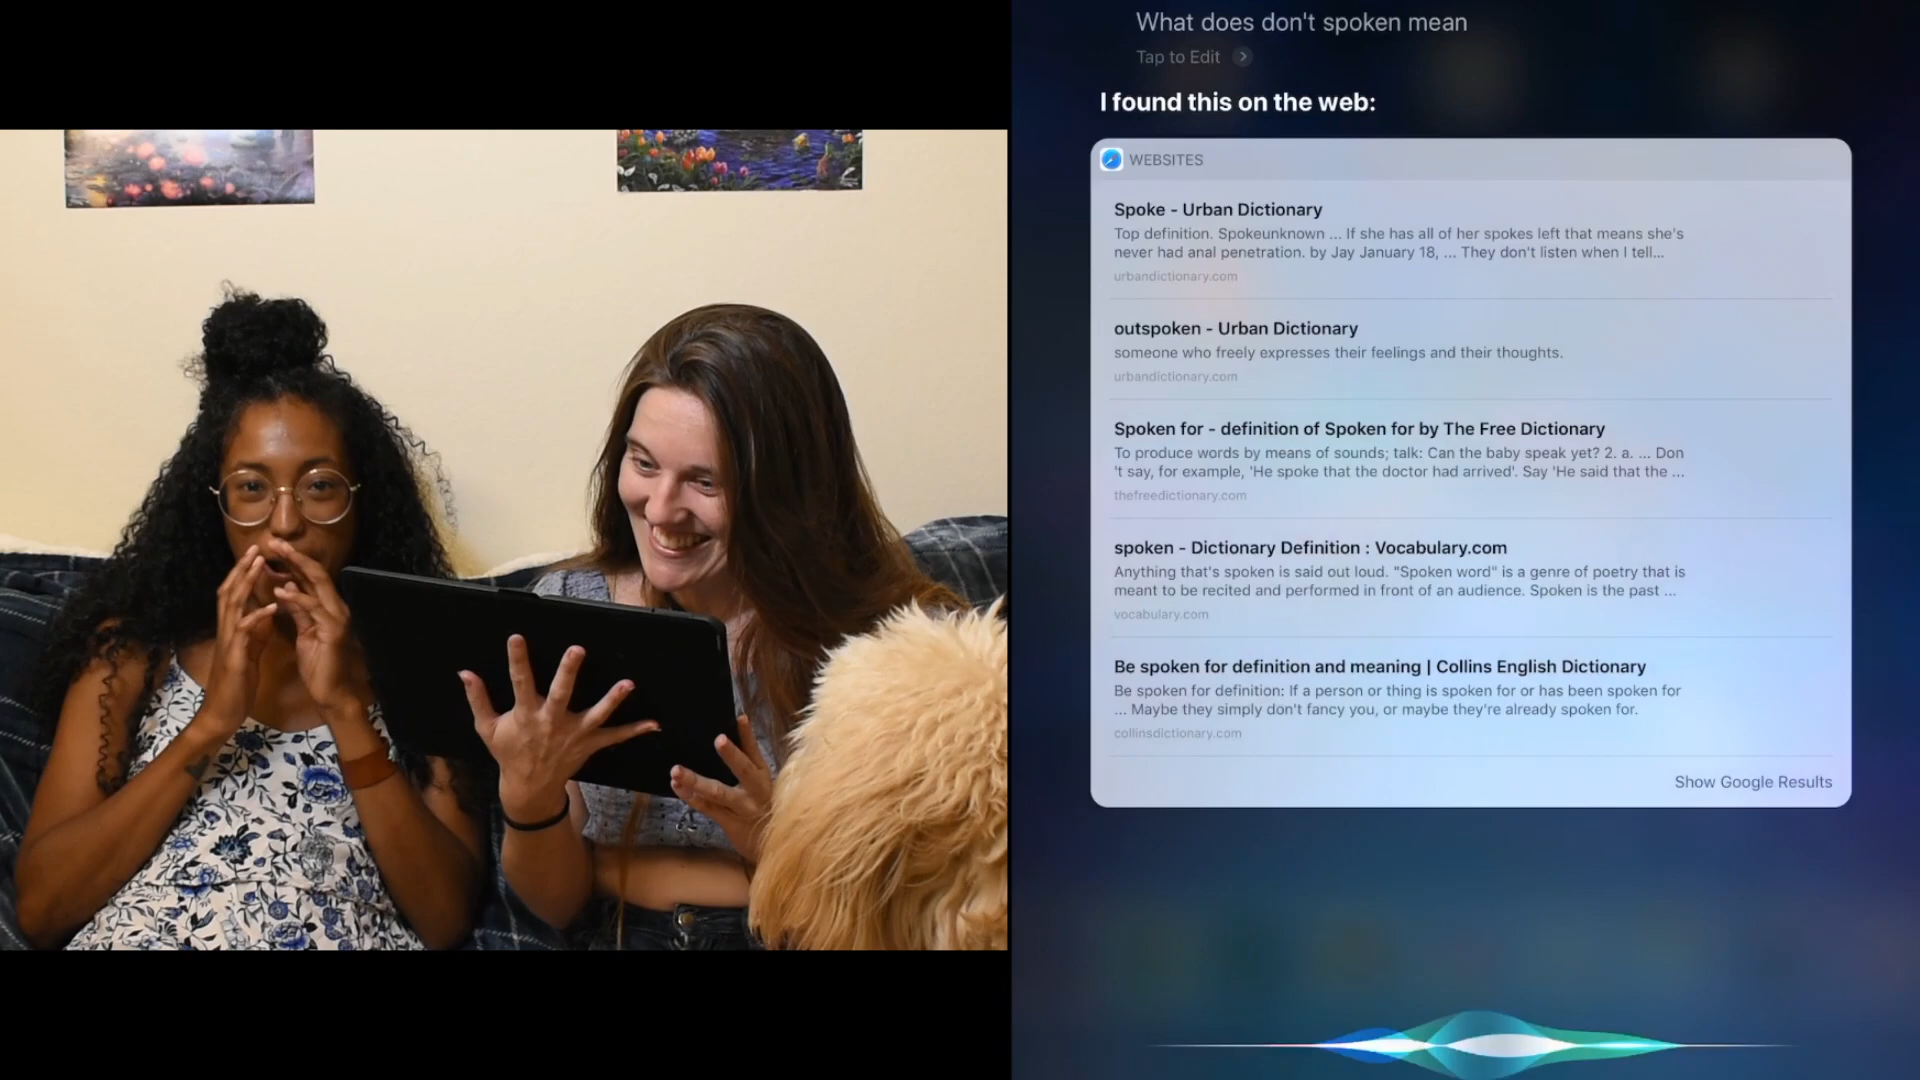 What does don't spoken mean
Tap to Edit
I found this on the web:
WEBSITES
Spoke - Urban Dictionary
Top definition. Spokeunknown ... If she has all of her spokes left that means she's
never had anal penetration. by Jay January 18, ... They don't listen when I tell...
urbandictionary.com
outspoken - Urban Dictionary
someone who freely expresses their feelings and their thoughts.
urbandictionary.com
Spoken for - definition of Spoken for by The Free Dictionary
To produce words by means of sounds; talk: Can the baby speak yet? 2. a. ... Don
't say, for example, 'He spoke that the doctor had arrived'. Say 'He said that the ...
thefreedictionary.com
spoken - Dictionary Definition : Vocabulary.com
Anything that's spoken is said out loud. "Spoken word" is a genre of poetry that is
meant to be recited and performed in front of an audience. Spoken is the past ...
vocabulary.com
Be spoken for definition and meaning | Collins English Dictionary
Be spoken for definition: If a person or thing is spoken for or has been spoken for
... Maybe they simply don't fancy you, or maybe they're already spoken for.
collinsdictionary.com
Show Google Results